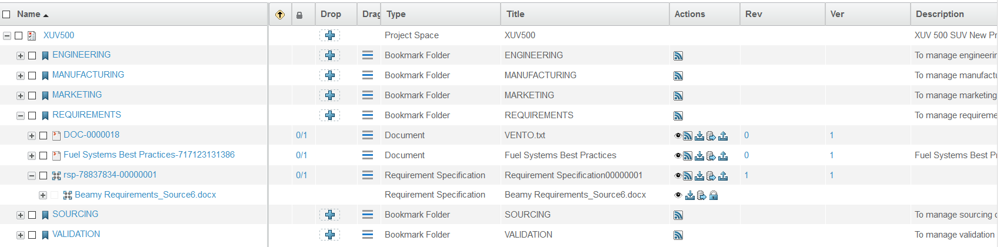 Name Drop Drag Type Title Actions Rev Ver Description
XUV500 Project Space XUV500 XUV 500 SUV New Pr
ENGINEERING Bookmark Folder ENGINEERING To manage engineerin
MANUFACTURING Bookmark Folder MANUFACTURING To manage manufactu
MARKETING Bookmark Folder MARKETING To manage marketing
REQUIREMENTS Bookmark Folder REQUIREMENTS To manage requireme
DOC-0000018 0/1 Document VENTO.txt 0 1
Fuel Systems Best Practices-717123131386 0/1 Document Fuel Systems Best Practices 0 1 Fuel Systems Best P
rsp-78837834-00000001 0/1 Requirement Specification Requirement Specification00000001 1 1
Beamy Requirements_Source6.docx Requirement Specification Beamy Requirements_Source6.docx
SOURCING Bookmark Folder SOURCING To manage sourcing
VALIDATION Bookmark Folder VALIDATION To manage validation